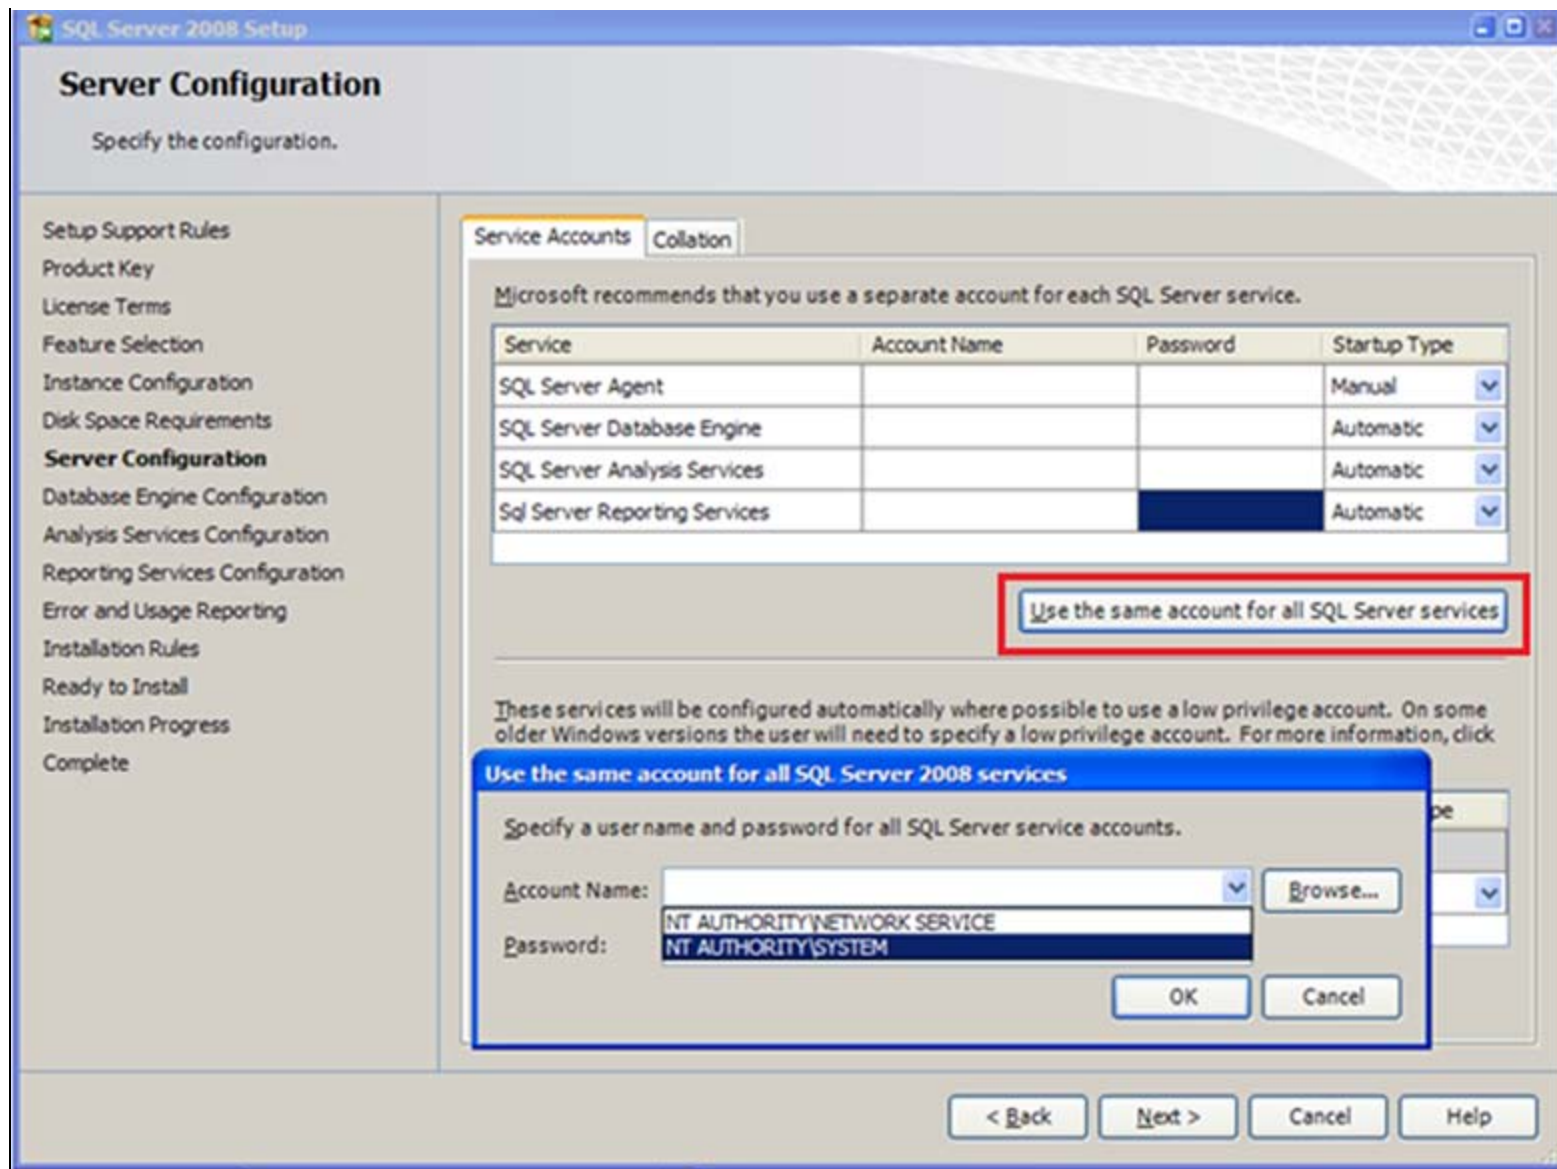 SQL Server 2008 Setup
Server Configuration
Specify the configuration.
Setup Support Rules
Product Key
License Terms
Feature Selection
Instance Configuration
Disk Space Requirements
Server Configuration
Database Engine Configuration
Analysis Services Configuration
Reporting Services Configuration
Error and Usage Reporting
Installation Rules
Ready to Install
Installation Progress
Complete
Service Accounts Collation
Microsoft recommends that you use a separate account for each SQL Server service.
Service Account Name Password Startup Type
SQL Server Agent Manual
SQL Server Database Engine Automatic
SQL Server Analysis Services Automatic
Sql Server Reporting Services Automatic
Use the same account for all SQL Server services
These services will be configured automatically where possible to use a low privilege account. On some
older Windows versions the user will need to specify a low privilege account. For more information, click
Use the same account for all SQL Server 2008 services
Specify a user name and password for all SQL Server service accounts.
Account Name: Browse...
NT AUTHORITY\NETWORK SERVICE
Password: NT AUTHORITY\SYSTEM
OK Cancel
pe
< Back Next > Cancel Help